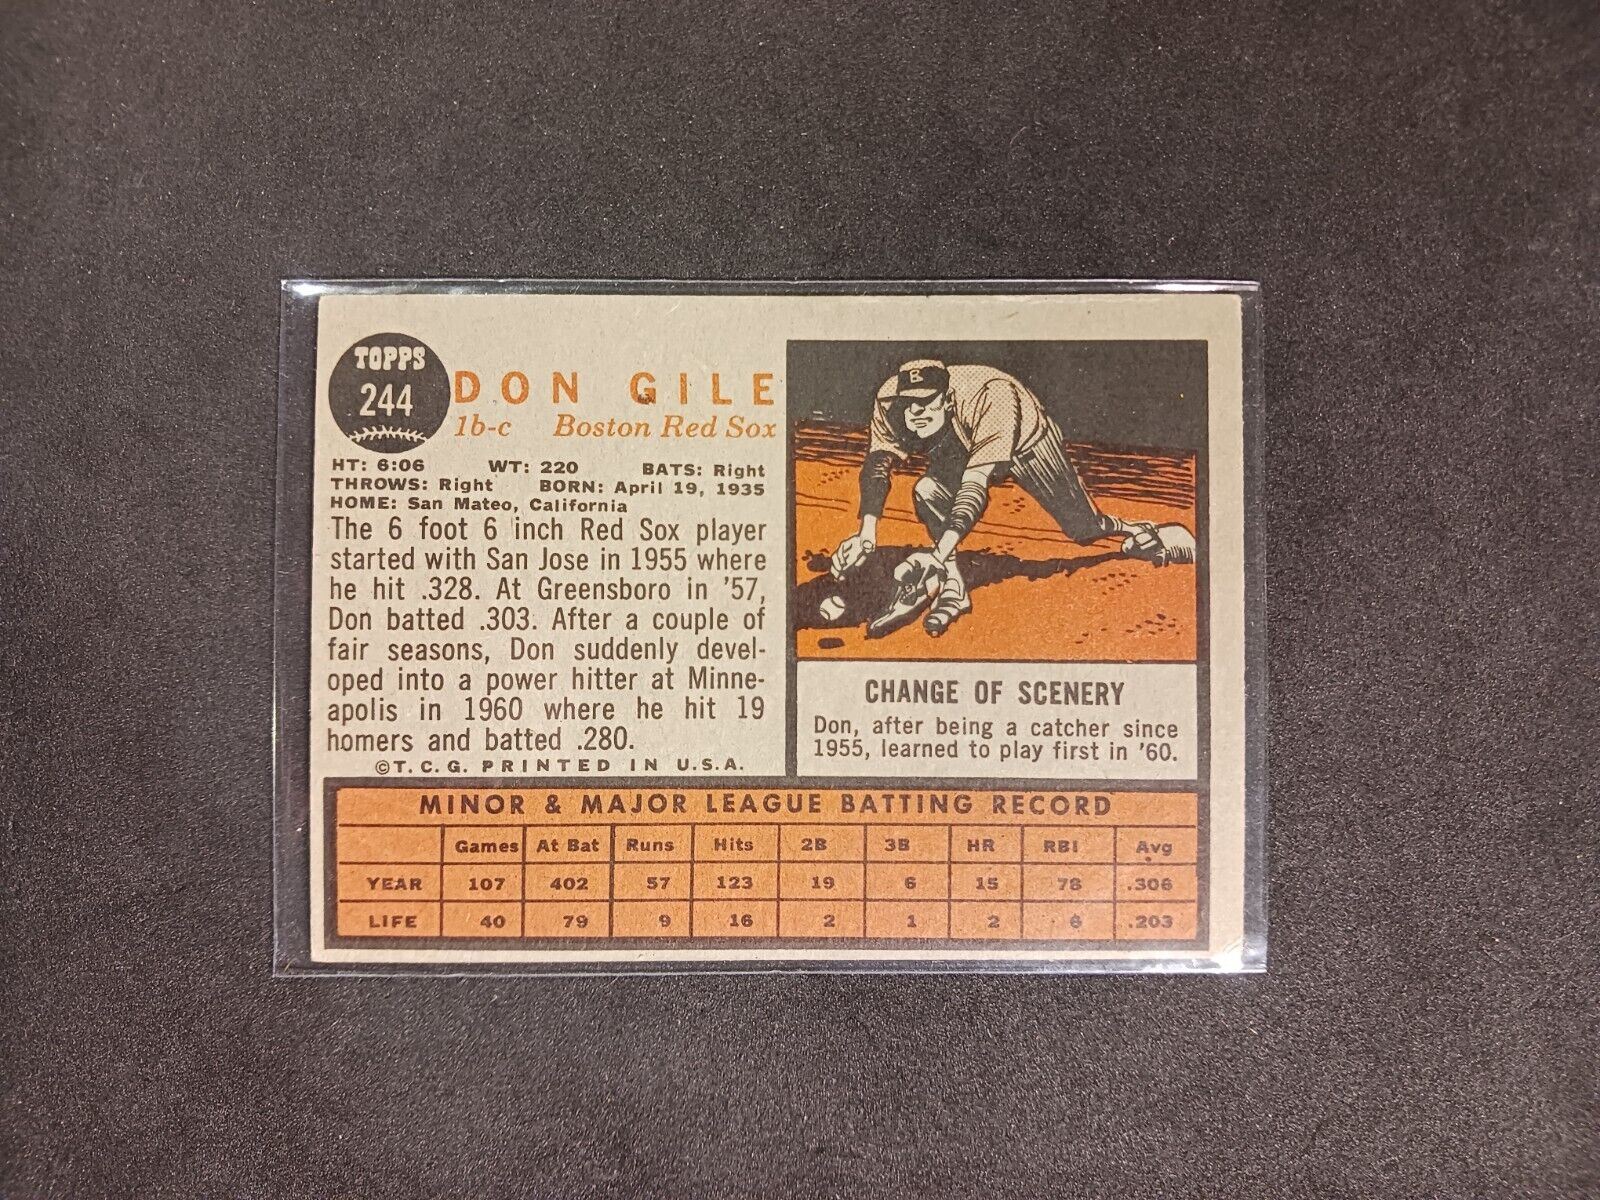 TOPPS
244
DON GILE
1b-c Boston Red Sox
HT: 6:06 WT: 220 BATS: Right
THROWS: Right BORN: April 19, 1935
HOME: San Mateo, California
The 6 foot 6 inch Red Sox player
started with San Jose in 1955 where
he hit .328. At Greensboro in '57,
Don batted .303. After a couple of
fair seasons, Don suddenly devel-
oped into a power hitter at Minne-
apolis in 1960 where he hit 19
homers and batted .280.
©T.C.G. PRINTED IN U.S.A.
B
CHANGE OF SCENERY
Don, after being a catcher since
1955, learned to play first in '60.
MINOR & MAJOR LEAGUE BATTING RECORD
Games At Bat Runs Hits 2B 3B HR RBI Avg
YEAR 107 402 57 123 19 6 15 78 .306
LIFE 40 79 9 16 2 1 2 6 .203